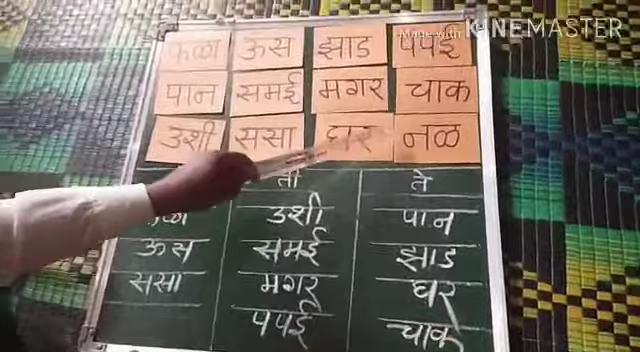 Made with KINEMASTER
फळा ऊस झाड पपई
पान समई मगर चाक
उशी ससा घर नळ
ती ते
उशी पान
ऊस समई झाड
ससा मगर घर
पपई चाक